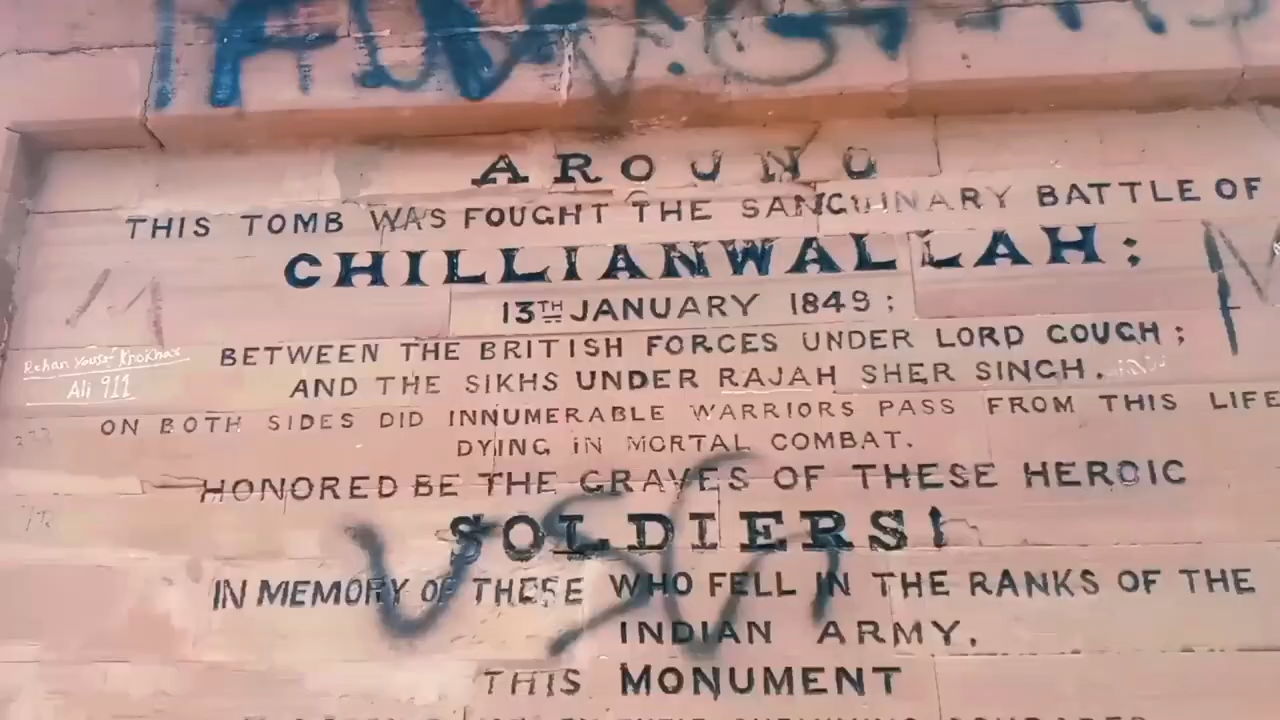 AROUND
THIS TOMB WAS FOUGHT THE SANGUINARY BATTLE OF
CHILLIANWALLAH;
13TH JANUARY 1849;
BETWEEN THE BRITISH FORCES UNDER LORD GOUGH;
AND THE SIKHS UNDER RAJAH SHER SINGH.
Rehan Yousaf Khokhar
Ali 911
ON BOTH SIDES DID INNUMERABLE WARRIORS PASS FROM THIS LIFE
DYING IN MORTAL COMBAT.
HONORED BE THE GRAVES OF THESE HEROIC
SOLDIERS!
IN MEMORY OF THESE WHO FELL IN THE RANKS OF THE
INDIAN ARMY,
THIS MONUMENT